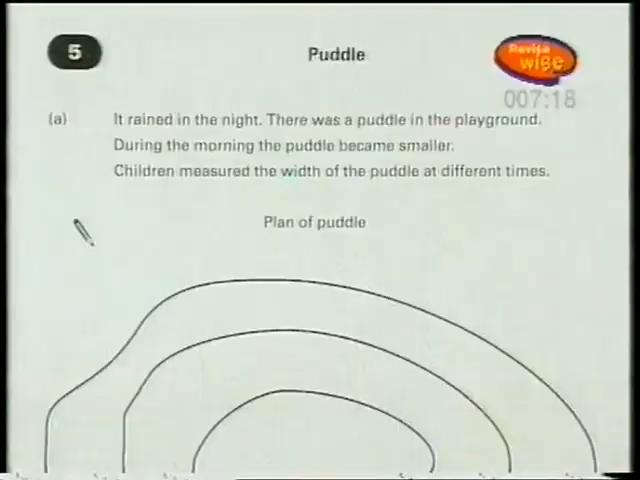 5
Puddle
Revise
wise
007:18
(a) It rained in the night. There was a puddle in the playground.
During the morning the puddle became smaller.
Children measured the width of the puddle at different times.
Plan of puddle